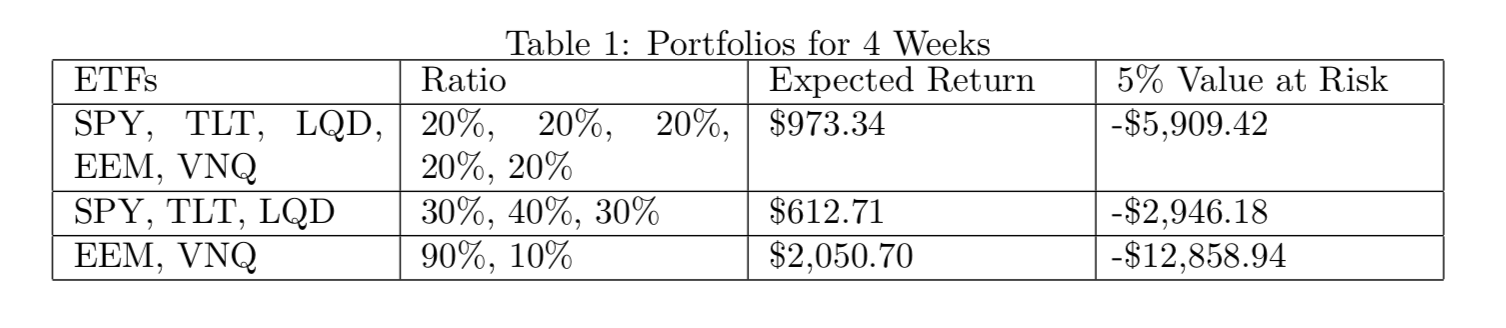 Table 1: Portfolios for 4 Weeks
ETFs Ratio Expected Return 5% Value at Risk
SPY, TLT, LQD, 20%, 20%, 20%, $973.34 -$5,909.42
EEM, VNQ 20%, 20%
SPY, TLT, LQD 30%, 40%, 30% $612.71 -$2,946.18
EEM, VNQ 90%, 10% $2,050.70 -$12,858.94